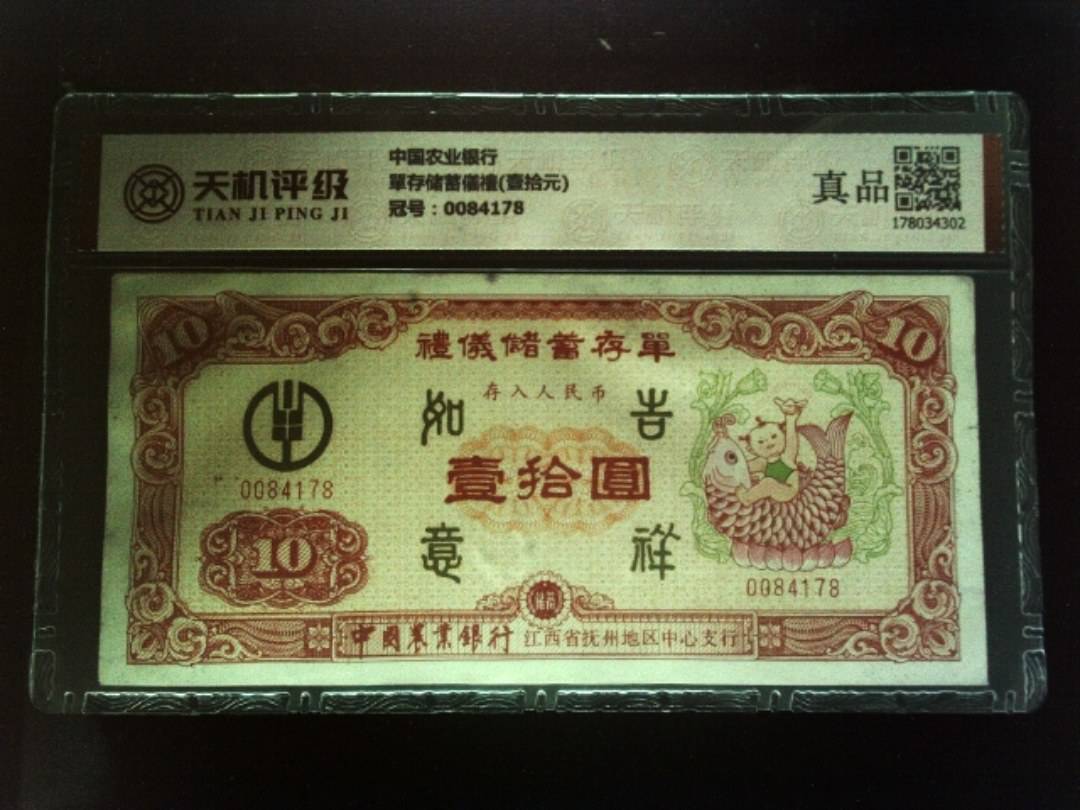 天机评级
TIAN JI PING JI
中国农业银行
單存储蓄儀禮(壹拾元)
冠号：0084178
真品
178034302
10
10
禮儀儲蓄存單
存入人民币
如 吉
壹拾圓
意 祥
0084178
10
0084178
中國農業銀行 江西省抚州地区中心支行